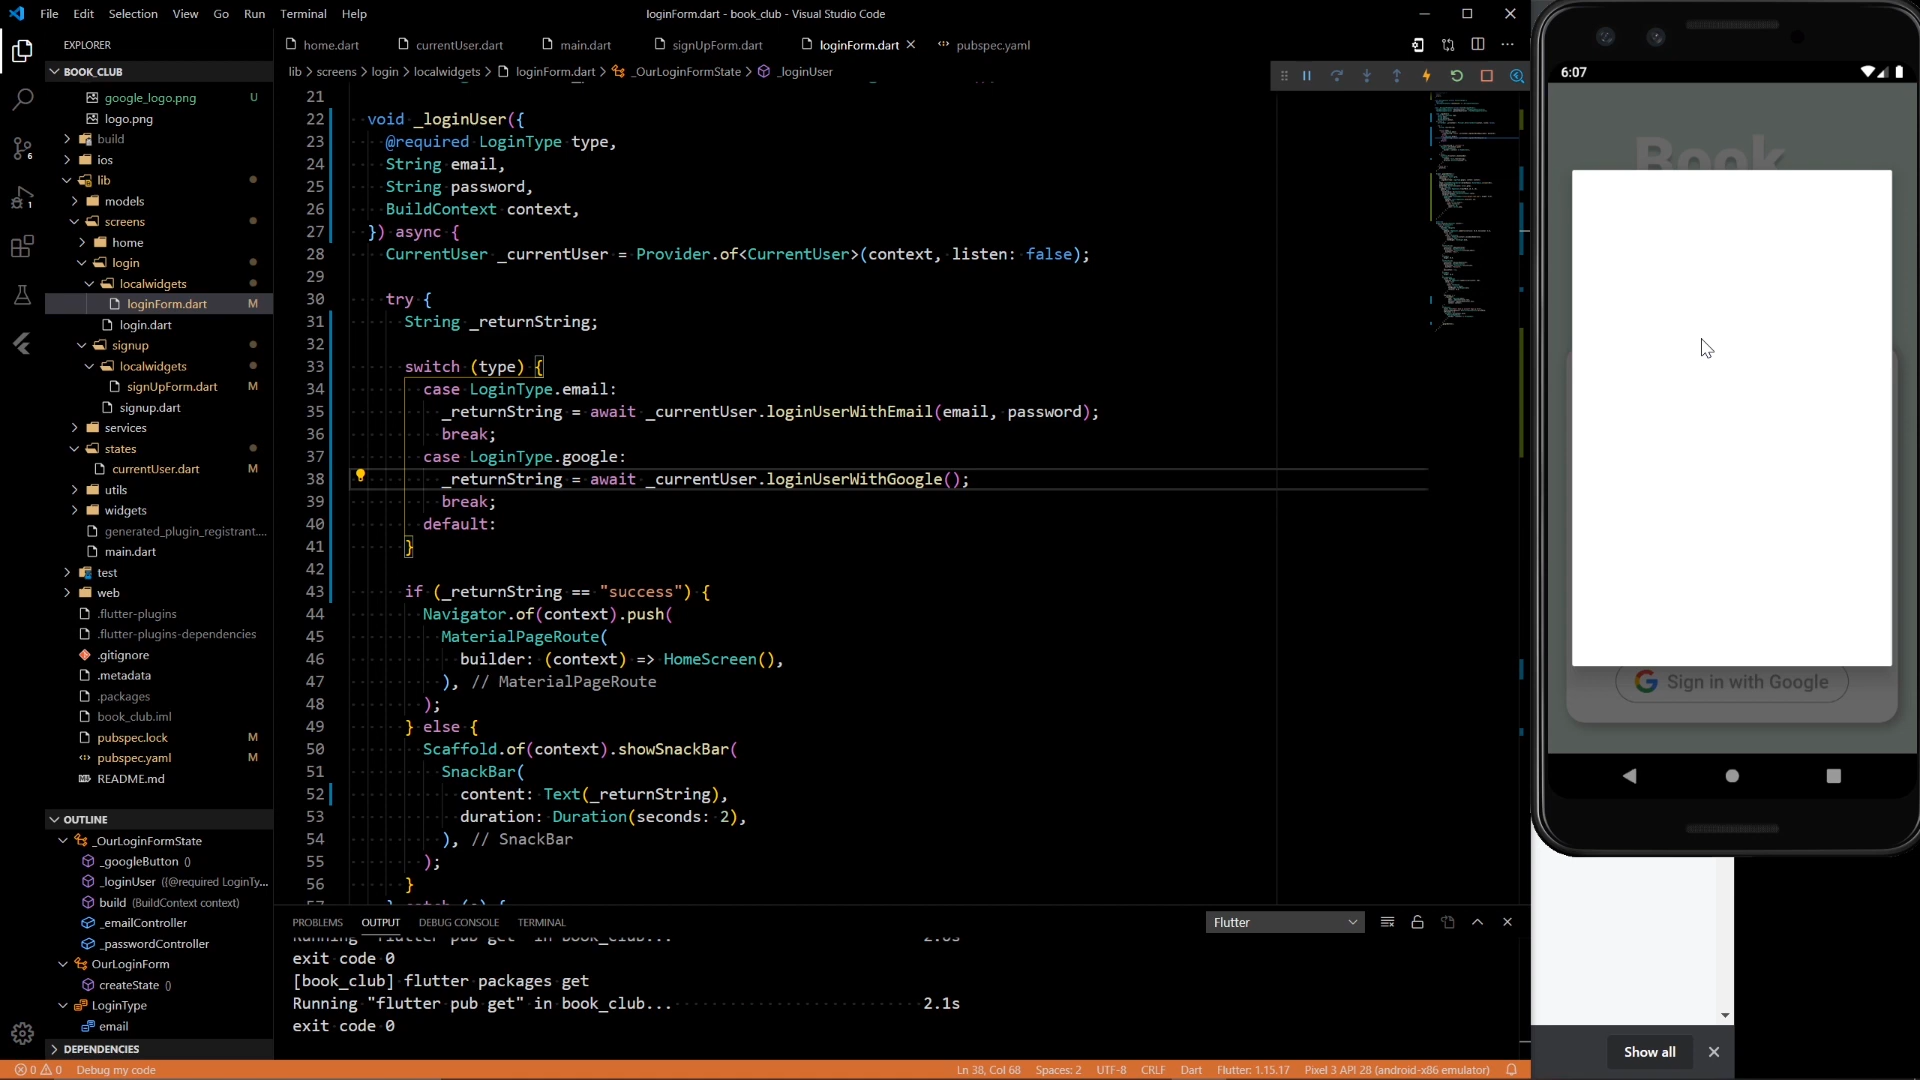 File Edit Selection View Go Run Terminal Help
loginForm.dart - book_club - Visual Studio Code
EXPLORER
BOOK_CLUB
google_logo.png U
logo.png
build
ios
lib
models
screens
home
login
localwidgets
loginForm.dart M
login.dart
signup
localwidgets
signUpForm.dart M
signup.dart
services
states
currentUser.dart M
utils
widgets
generated_plugin_registrant....
main.dart
test
web
.flutter-plugins
.flutter-plugins-dependencies
.gitignore
.metadata
.packages
book_club.iml
pubspec.lock M
pubspec.yaml M
README.md
OUTLINE
_OurLoginFormState
_googleButton ()
_loginUser ({@required LoginTy...
build (BuildContext context)
_emailController
_passwordController
OurLoginForm
createState ()
LoginType
email
DEPENDENCIES
home.dart currentUser.dart main.dart signUpForm.dart loginForm.dart pubspec.yaml
lib > screens > login > localwidgets > loginForm.dart > _OurLoginFormState > _loginUser
21
22 void _loginUser({
23 @required LoginType type,
24 String email,
25 String password,
26 BuildContext context,
27 }) async {
28 CurrentUser _currentUser = Provider.of<CurrentUser>(context, listen: false);
29
30 try {
31 String _returnString;
32
33 switch (type) {
34 case LoginType.email:
35 _returnString = await _currentUser.loginUserWithEmail(email, password);
36 break;
37 case LoginType.google:
38 _returnString = await _currentUser.loginUserWithGoogle();
39 break;
40 default:
41 }
42
43 if (_returnString == "success") {
44 Navigator.of(context).push(
45 MaterialPageRoute(
46 builder: (context) => HomeScreen(),
47 ), // MaterialPageRoute
48 );
49 } else {
50 Scaffold.of(context).showSnackBar(
51 SnackBar(
52 content: Text(_returnString),
53 duration: Duration(seconds: 2),
54 ), // SnackBar
55 );
56 }
57 } catch (e) {
PROBLEMS OUTPUT DEBUG CONSOLE TERMINAL
Flutter
Running "flutter pub get" in book_club... 2.0s
exit code 0
[book_club] flutter packages get
Running "flutter pub get" in book_club... 2.1s
exit code 0
6:07
Book
Sign in with Google
Show all
0 0 Debug my code
Ln 38, Col 68 Spaces: 2 UTF-8 CRLF Dart Flutter: 1.15.17 Pixel 3 API 28 (android-x86 emulator)